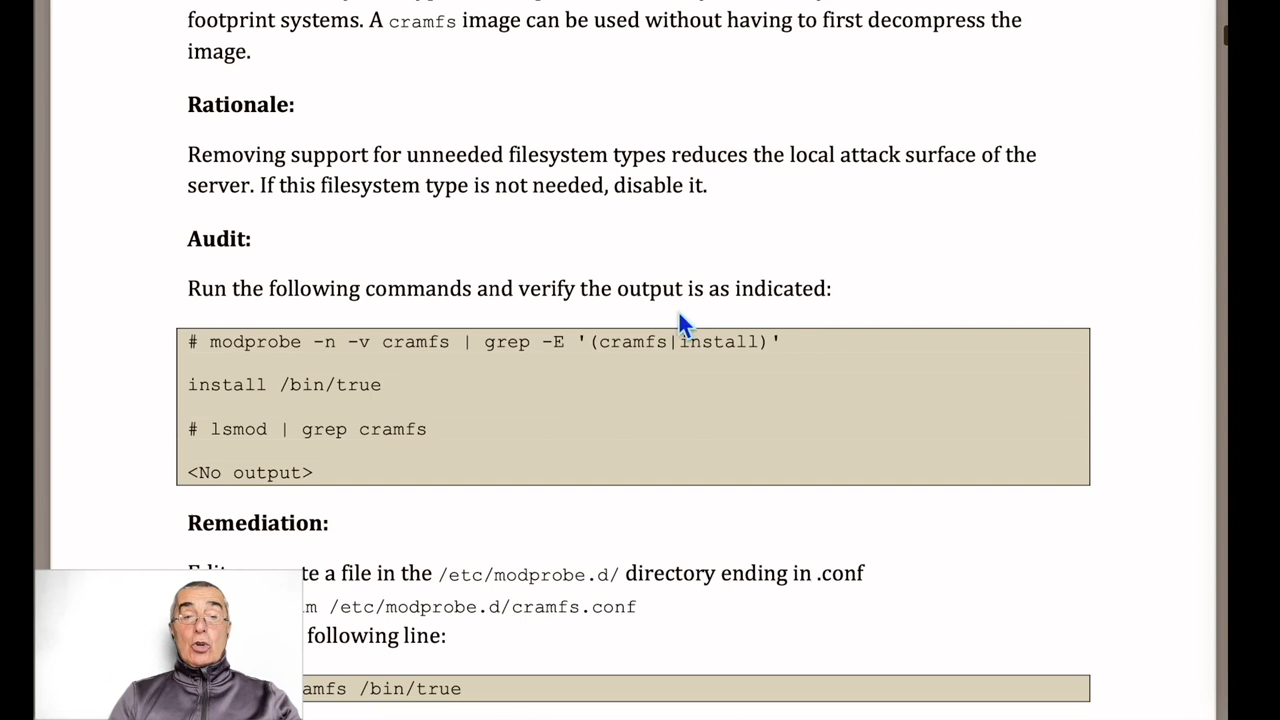 footprint systems. A cramfs image can be used without having to first decompress the
image.
Rationale:
Removing support for unneeded filesystem types reduces the local attack surface of the
server. If this filesystem type is not needed, disable it.
Audit:
Run the following commands and verify the output is as indicated:
# modprobe -n -v cramfs | grep -E '(cramfs|install)'
install /bin/true
# lsmod | grep cramfs
<No output>
Remediation:
te a file in the /etc/modprobe.d/ directory ending in .conf
/etc/modprobe.d/cramfs.conf
following line:
amfs /bin/true